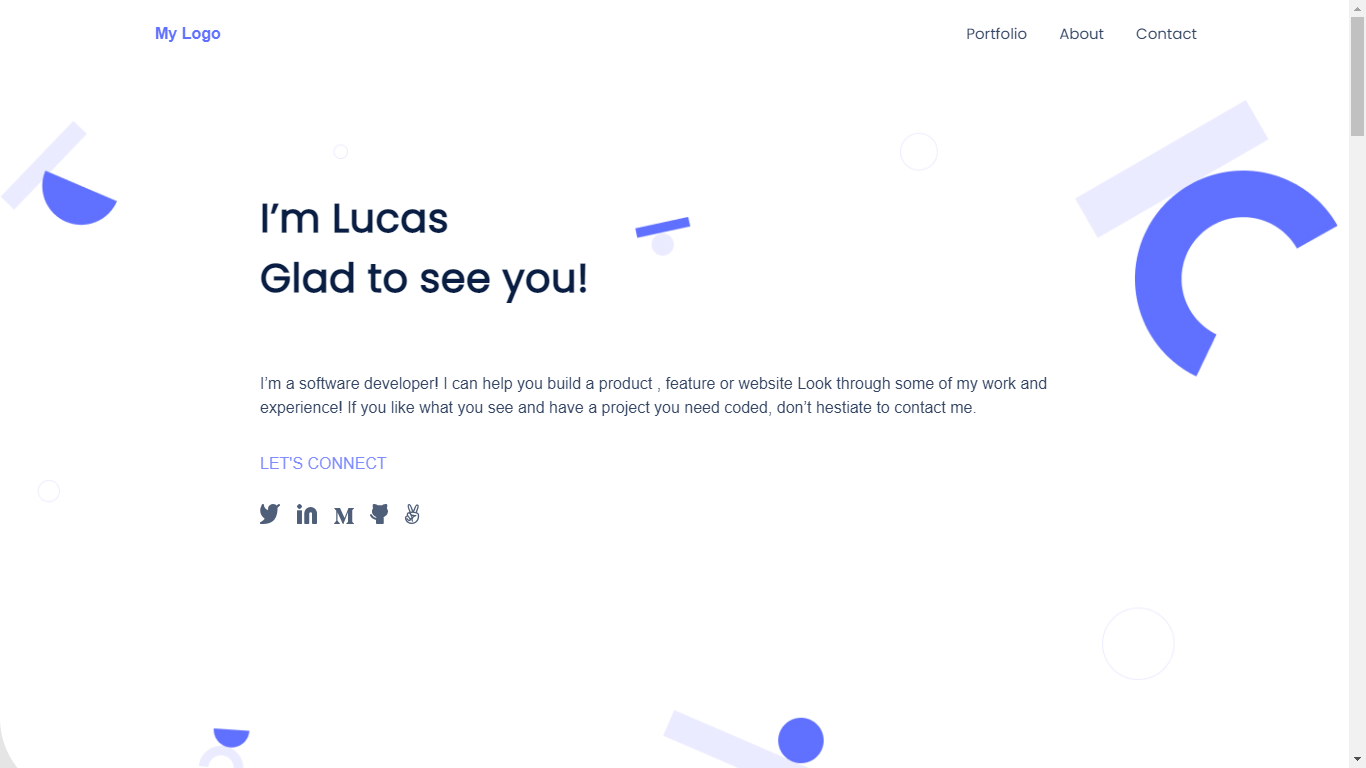 My Logo
Portfolio About Contact
I’m Lucas
Glad to see you!
I’m a software developer! I can help you build a product , feature or website Look through some of my work and
experience! If you like what you see and have a project you need coded, don’t hestiate to contact me.
LET'S CONNECT